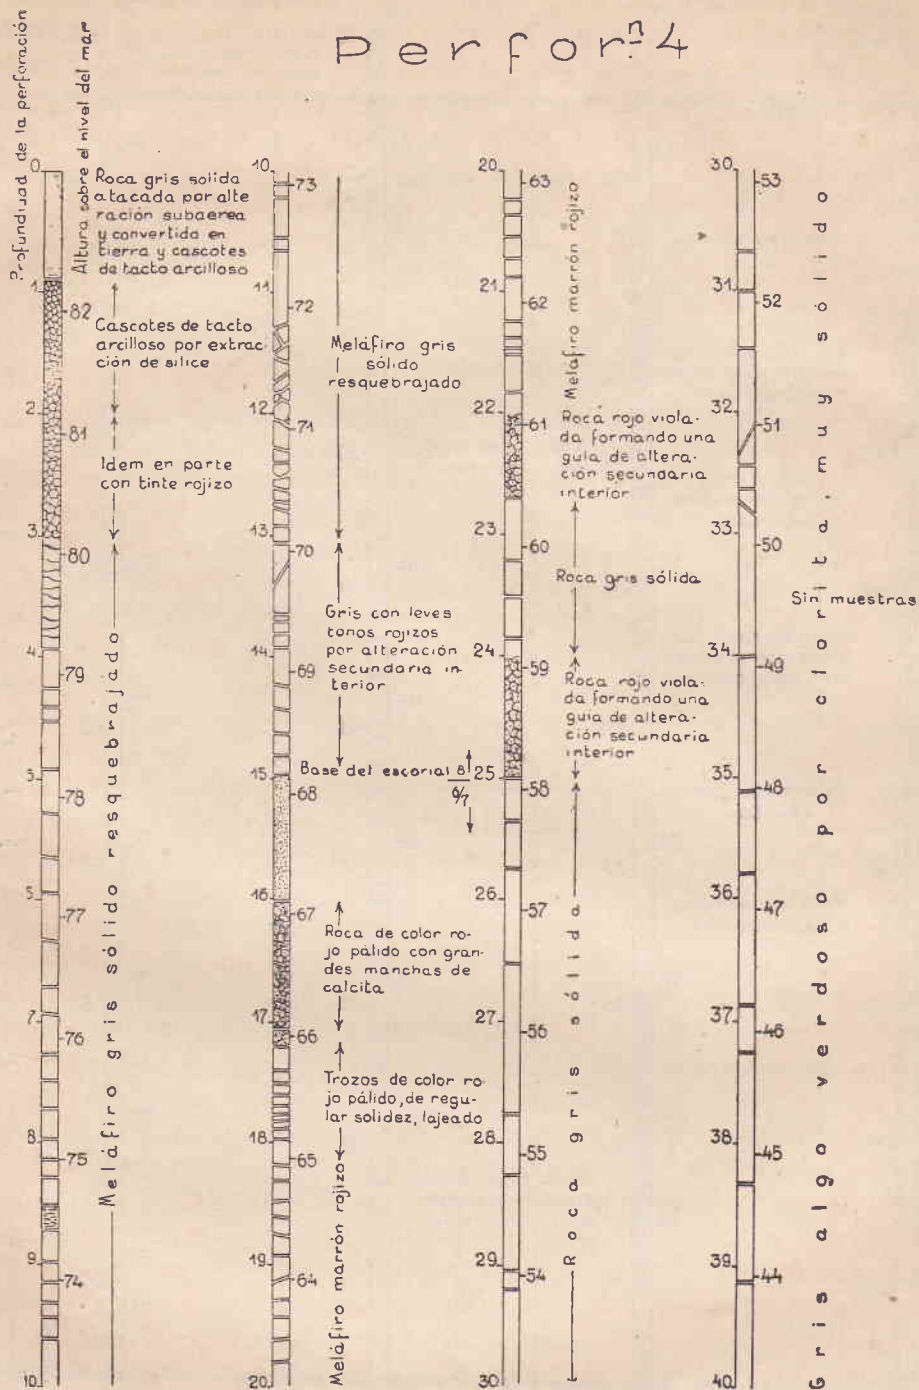 Perfor.n 4
Profundidad de la perforación
Altura sobre el nivel del mar
0
1
2
3
4
5
6
7
8
9
10
82
81
80
79
78
77
76
75
74
Roca gris solida
atacada por alte
ración subaerea
y convertida en
tierra y cascotes
de tacto arcilloso
Cascotes de tacto
arcilloso por extrac
ción de silice
Idem en parte
con tinte rojizo
Meláfiro gris sólido resquebrajado
10
11
12
13
14
15
16
17
18
19
20
73
72
71
70
69
68
67
66
65
64
Meláfiro gris
sólido
resquebrajado
Gris con leves
tonos rojizos
por alteración
secundaria in-
terior
Base del escorial 8
6/7
Roca de color ro-
jo pálido con gran-
des manchas de
calcita
Trozos de color ro-
jo pálido, de regu-
lar solidez, lajeado
Meláfiro marrón rojizo
20
21
22
23
24
25
26
27
28
29
30
63
62
61
60
59
58
57
56
55
54
Meláfiro marrón rojizo
Roca rojo viola-
da formando una
guia de altera-
ción secundaria
interior
Roca gris sólida
Roca rojo viola-
da formando una
guia de altera-
ción secundaria
interior
Roca gris sólida
30
31
32
33
34
35
36
37
38
39
40
53
52
51
50
49
48
47
46
45
44
Sin muestras
Gris algo verdoso por clorita. muy sólido